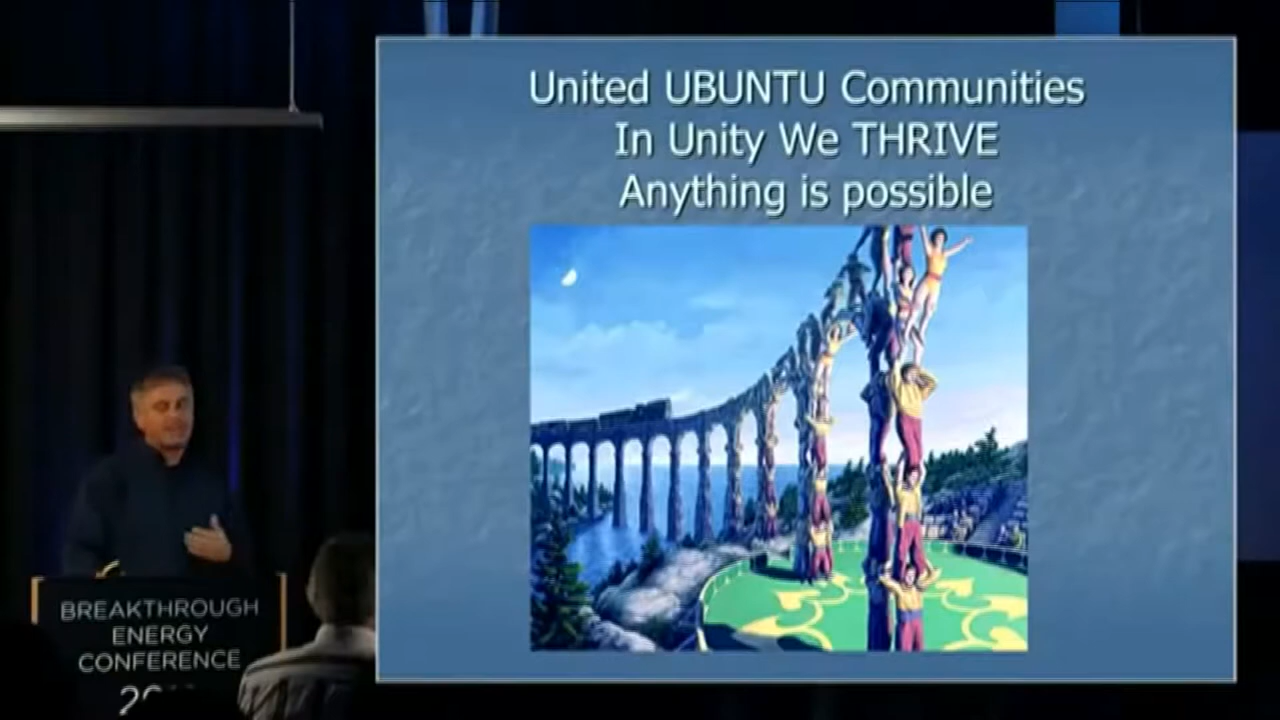 United UBUNTU Communities
In Unity We THRIVE
Anything is possible
BREAKTHROUGH
ENERGY
CONFERENCE